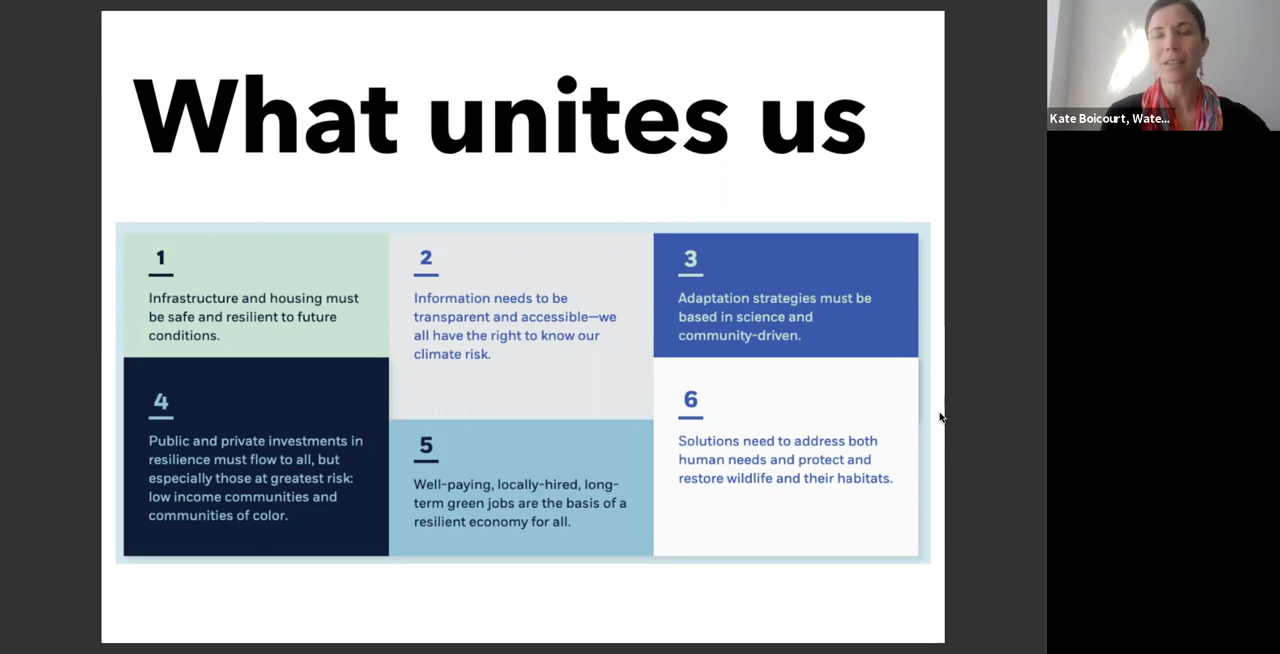 What unites us
1
Infrastructure and housing must
be safe and resilient to future
conditions.
2
Information needs to be
transparent and accessible—we
all have the right to know our
climate risk.
3
Adaptation strategies must be
based in science and
community-driven.
4
Public and private investments in
resilience must flow to all, but
especially those at greatest risk:
low income communities and
communities of color.
5
Well-paying, locally-hired, long-
term green jobs are the basis of a
resilient economy for all.
6
Solutions need to address both
human needs and protect and
restore wildlife and their habitats.
Kate Boicourt, Wate...